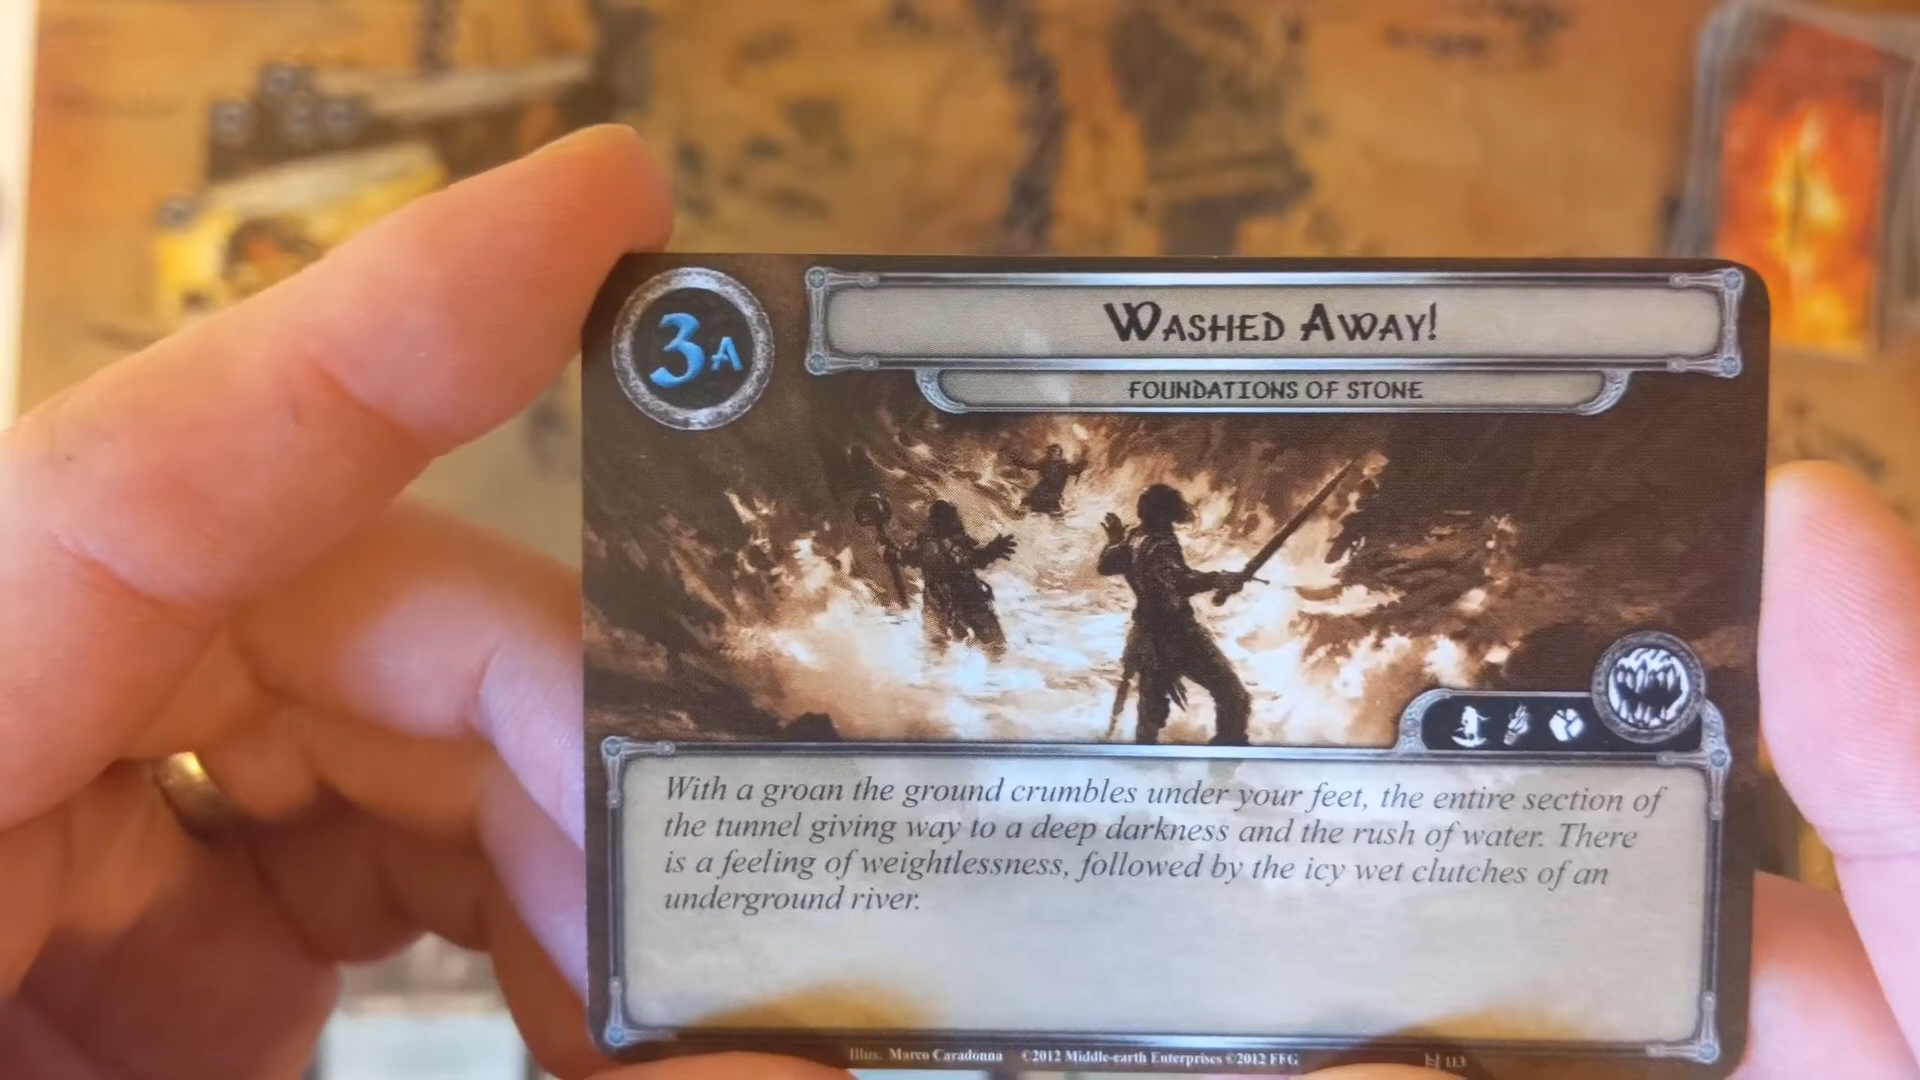 3A
Washed Away!
FOUNDATIONS OF STONE
With a groan the ground crumbles under your feet, the entire section of
the tunnel giving way to a deep darkness and the rush of water. There
is a feeling of weightlessness, followed by the icy wet clutches of an
underground river.
Illus. Marco Caradonna ©2012 Middle-earth Enterprises ©2012 FFG 113